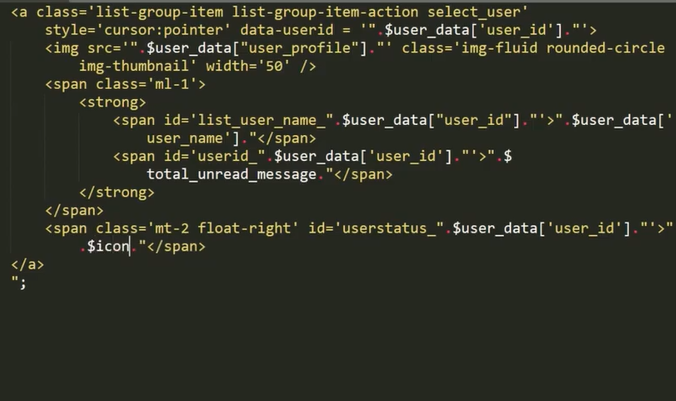 <a class='list-group-item list-group-item-action select_user'
style='cursor:pointer' data-userid = '".$user_data['user_id']."'>
<img src='".$user_data["user_profile"]."' class='img-fluid rounded-circle
img-thumbnail' width='50' />
<span class='ml-1'>
<strong>
<span id='list_user_name_".$user_data["user_id"]."'>".$user_data['
user_name']."</span>
<span id='userid_".$user_data['user_id']."'>".$
total_unread_message."</span>
</strong>
</span>
<span class='mt-2 float-right' id='userstatus_".$user_data['user_id']."'>"
.$icon."</span>
</a>
";